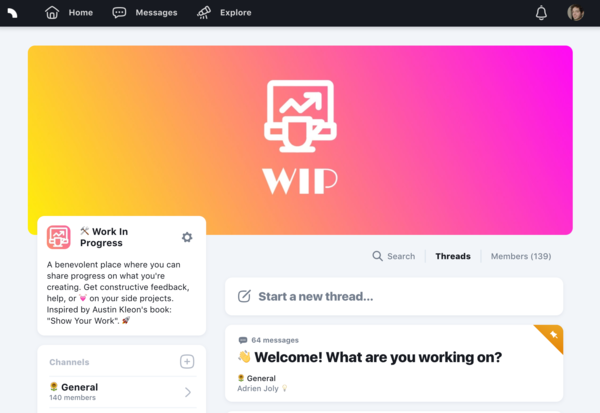 Home Messages Explore
WIP
🛠 Work In
Progress
A benevolent place where you can
share progress on what you're
creating. Get constructive feedback,
help, or 💓 on your side projects.
Inspired by Austin Kleon's book:
"Show Your Work". 🚀
Channels
🌻 General
140 members
Search Threads Members (139)
Start a new thread...
64 messages
👋 Welcome! What are you working on?
🌻 General
Adrien Joly 💡